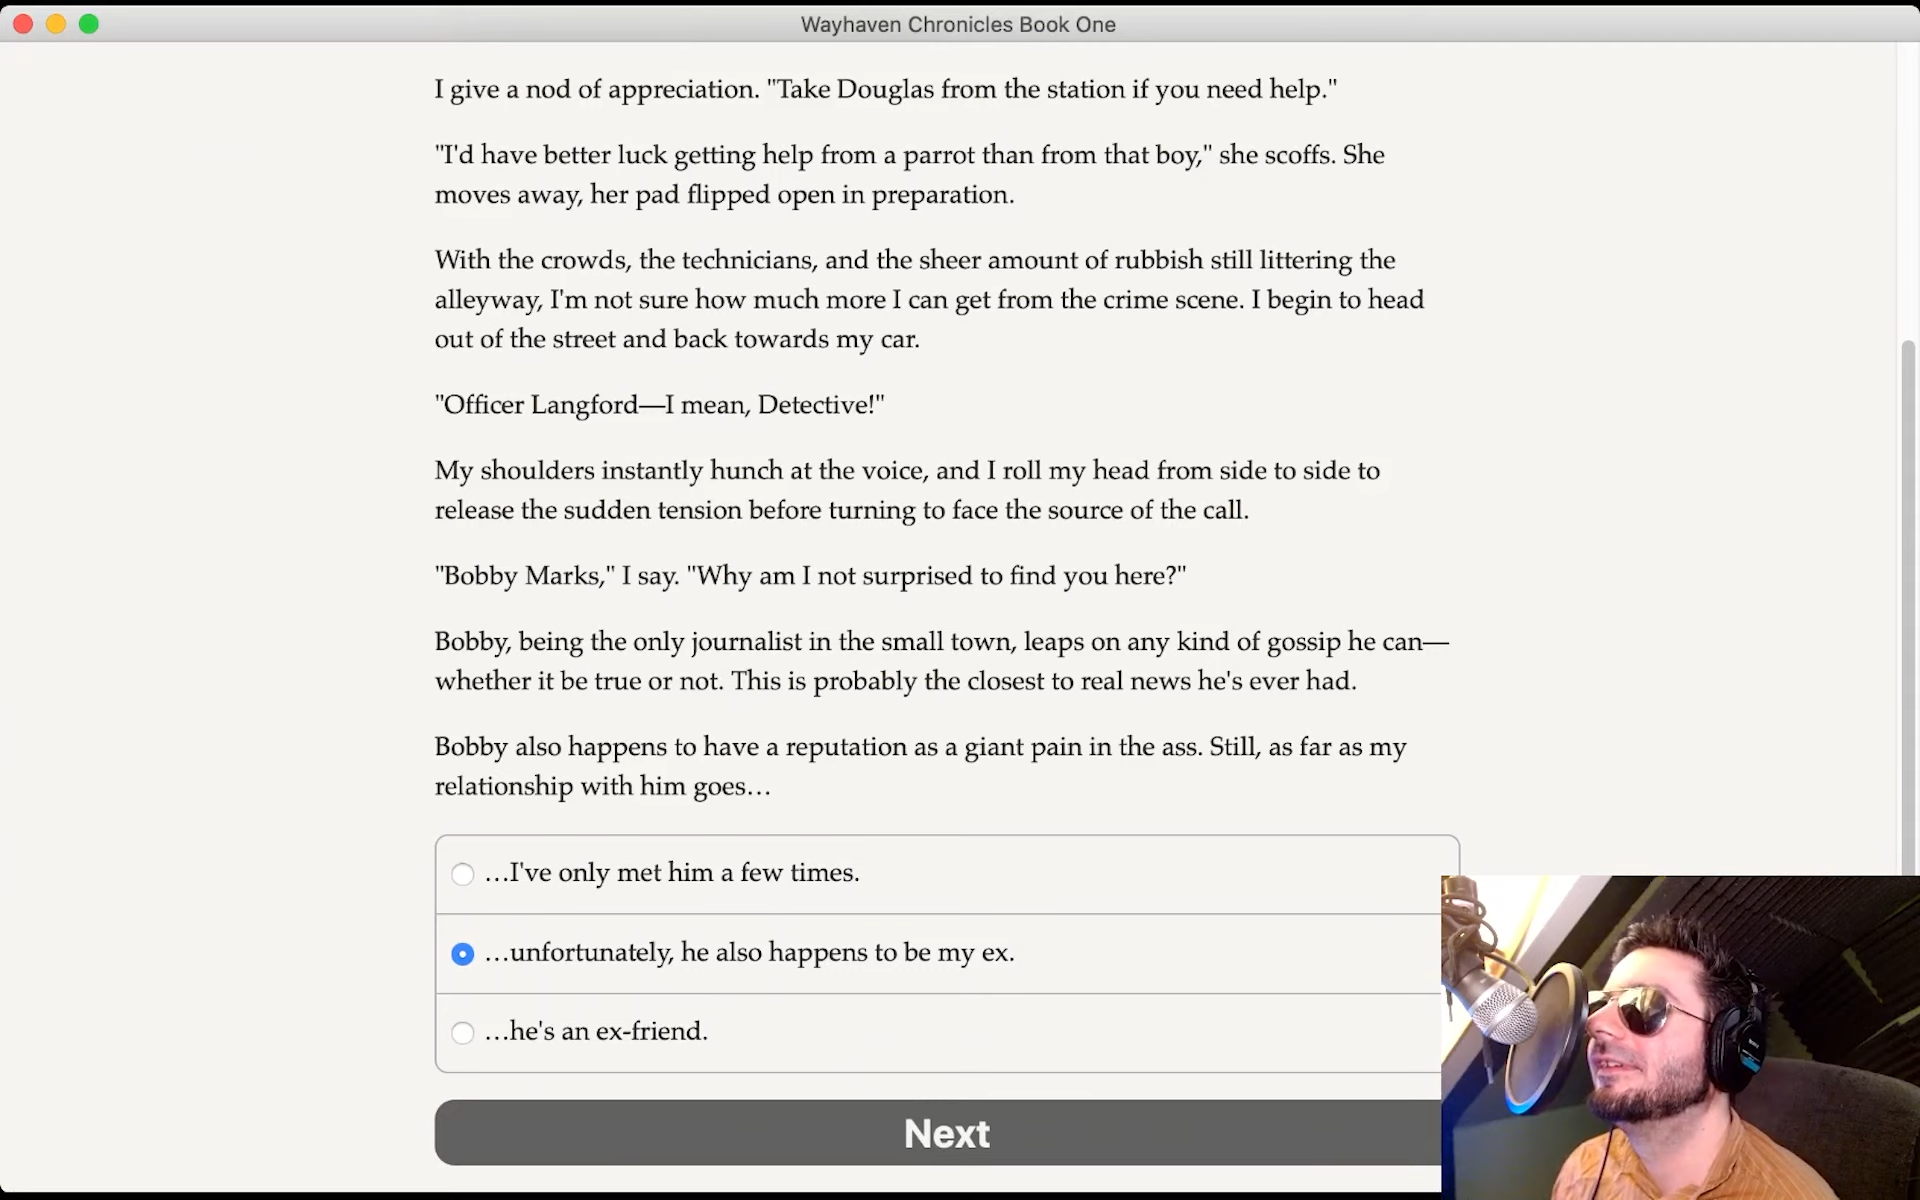 Wayhaven Chronicles Book One
I give a nod of appreciation. "Take Douglas from the station if you need help."
"I'd have better luck getting help from a parrot than from that boy," she scoffs. She
moves away, her pad flipped open in preparation.
With the crowds, the technicians, and the sheer amount of rubbish still littering the
alleyway, I'm not sure how much more I can get from the crime scene. I begin to head
out of the street and back towards my car.
"Officer Langford—I mean, Detective!"
My shoulders instantly hunch at the voice, and I roll my head from side to side to
release the sudden tension before turning to face the source of the call.
"Bobby Marks," I say. "Why am I not surprised to find you here?"
Bobby, being the only journalist in the small town, leaps on any kind of gossip he can—
whether it be true or not. This is probably the closest to real news he's ever had.
Bobby also happens to have a reputation as a giant pain in the ass. Still, as far as my
relationship with him goes…
…I've only met him a few times.
…unfortunately, he also happens to be my ex.
…he's an ex-friend.
Next